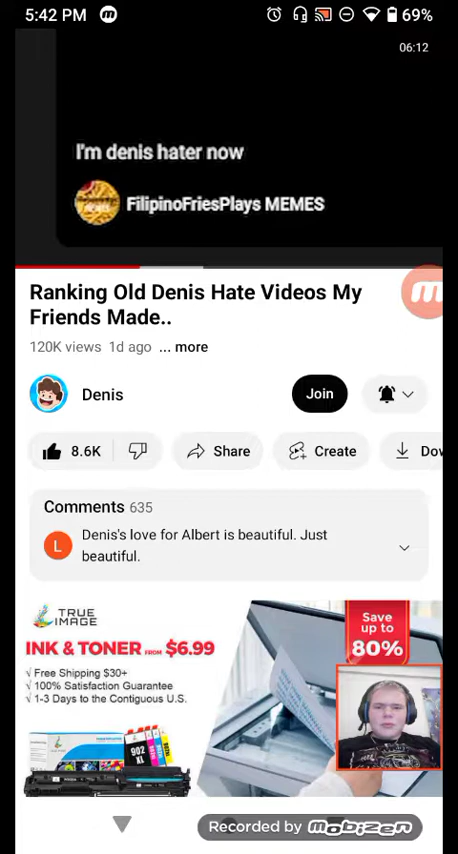 5:42 PM
69%
06:12
I'm denis hater now
FilipinoFriesPlays MEMES
Ranking Old Denis Hate Videos My
Friends Made..
120K views 1d ago ... more
Denis
Join
8.6K
Share
Create
Dow
Comments 635
L
Denis's love for Albert is beautiful. Just
beautiful.
TRUE
IMAGE
INK & TONER FROM $6.99
√ Free Shipping $30+
√ 100% Satisfaction Guarantee
√ 1-3 Days to the Contiguous U.S.
Save
up to
80%
902
XL
Recorded by mobizen